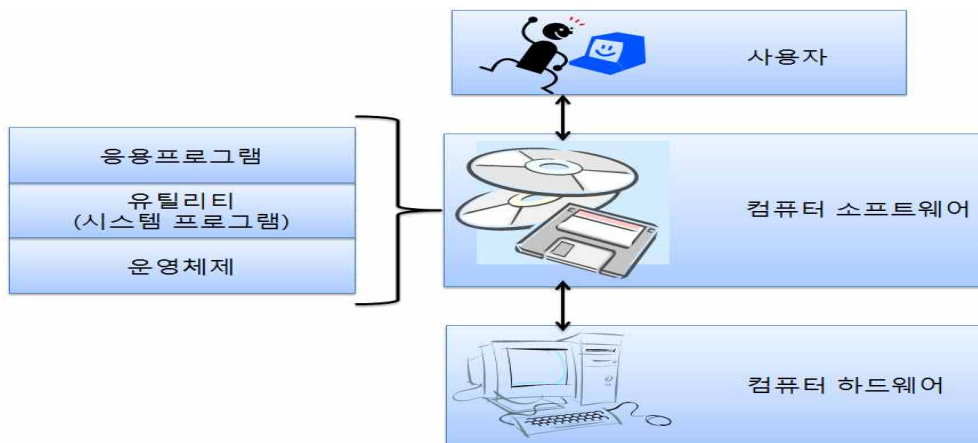 사용자
응용프로그램
유틸리티
(시스템 프로그램)
운영체제
컴퓨터 소프트웨어
컴퓨터 하드웨어